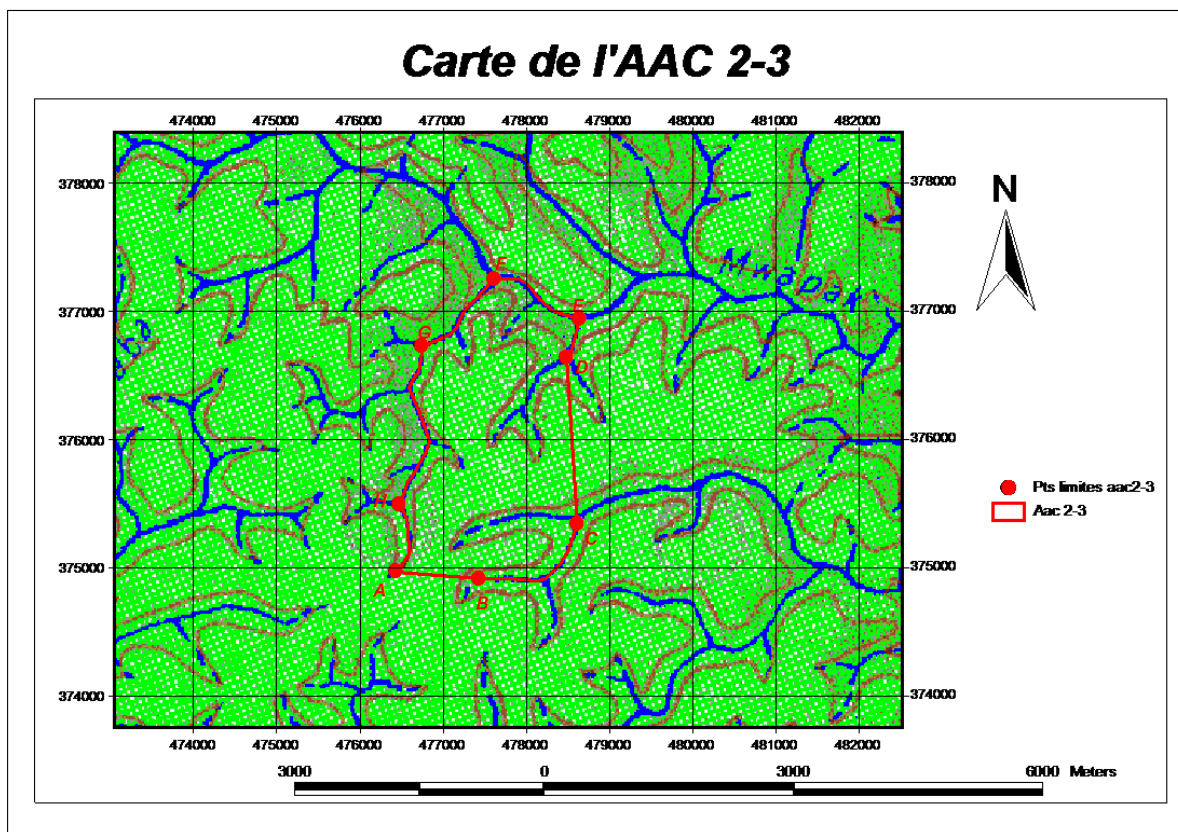 Carte de l'AAC 2-3
474000 475000 476000 477000 478000 479000 480000 481000 482000
378000 378000
N
Мидрак
F
377000 E 377000
G
D
376000 376000
H
Pts limites aac2-3
Aac 2-3
C
375000 375000
A B
374000 374000
474000 475000 476000 477000 478000 479000 480000 481000 482000
3000 0 3000 6000 Meters